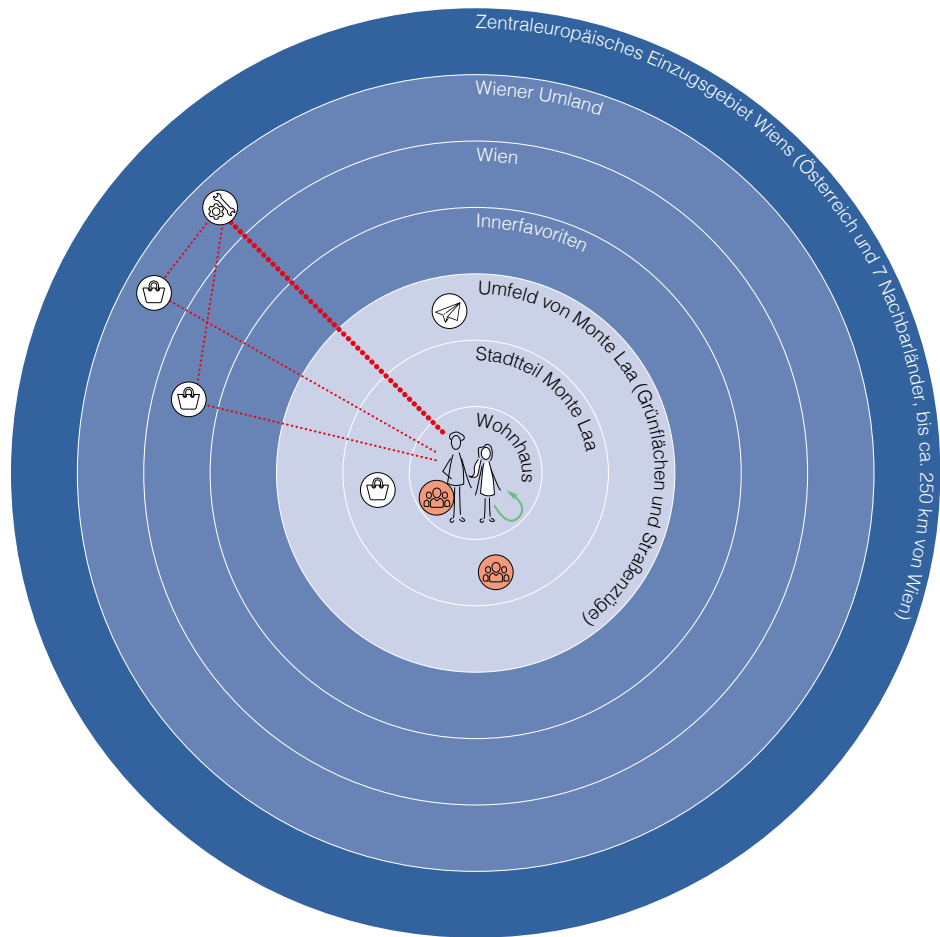 Zentraleuropäisches Einzugsgebiet Wiens (Österreich und 7 Nachbarländer, bis ca. 250 km von Wien)
Wiener Umland
Wien
Innerfavoriten
Umfeld von Monte Laa (Grünflächen und Straßenzüge)
Stadtteil Monte Laa
Wohnhaus